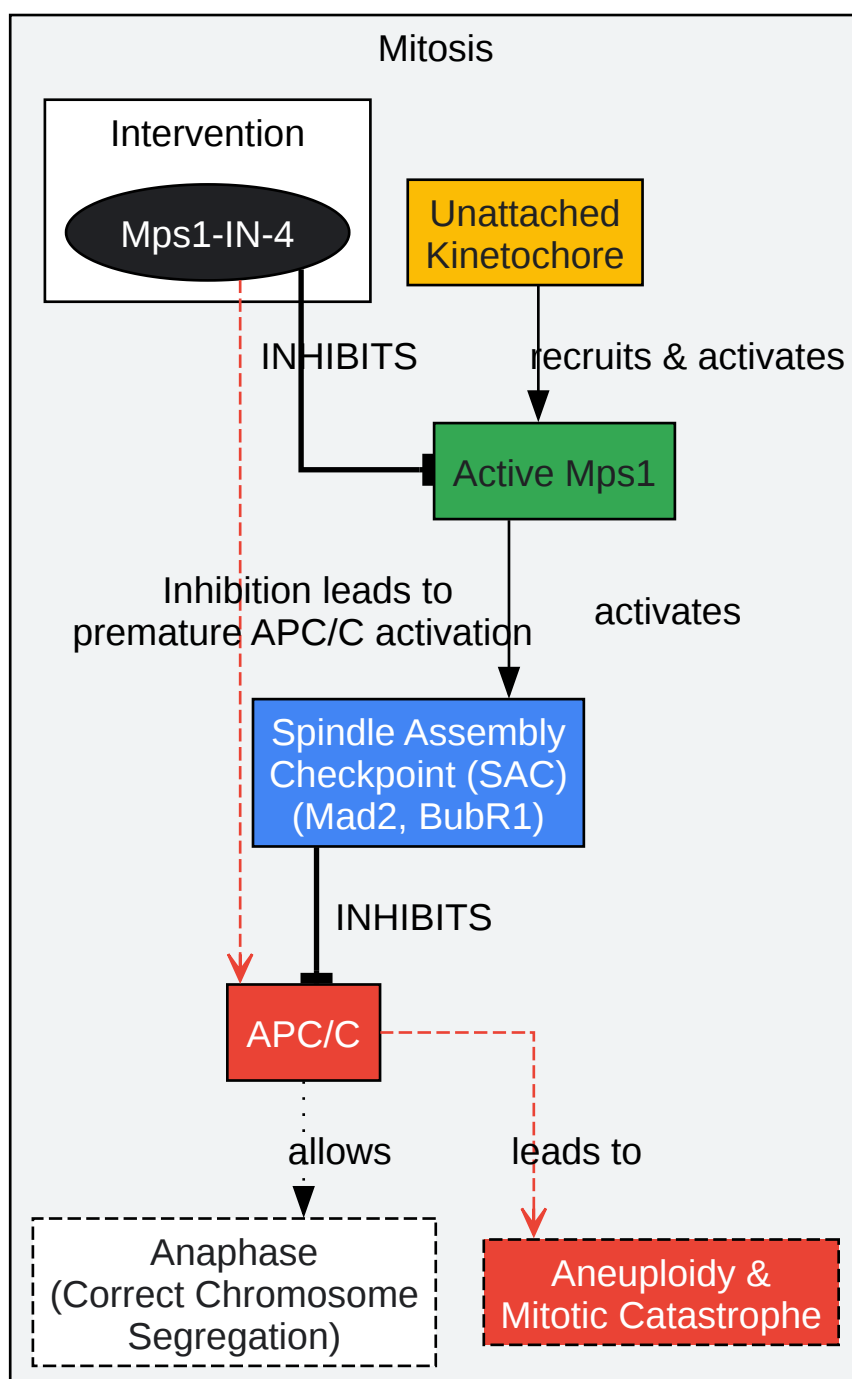 Mitosis
Intervention
Mps1-IN-4
Unattached
Kinetochore
INHIBITS
recruits & activates
Active Mps1
Inhibition leads to
premature APC/C activation
activates
Spindle Assembly
Checkpoint (SAC)
(Mad2, BubR1)
INHIBITS
APC/C
allows
leads to
Anaphase
(Correct Chromosome
Segregation)
Aneuploidy &
Mitotic Catastrophe